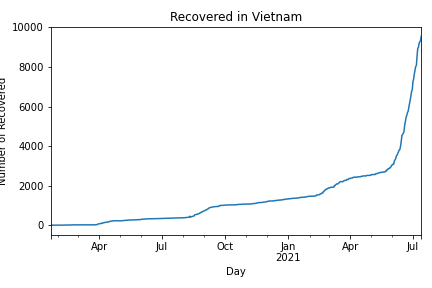 Recovered in Vietnam
Number of Recovered
10000
8000
6000
4000
2000
0
Apr
Jul
Oct
Jan
2021
Apr
Jul
Day